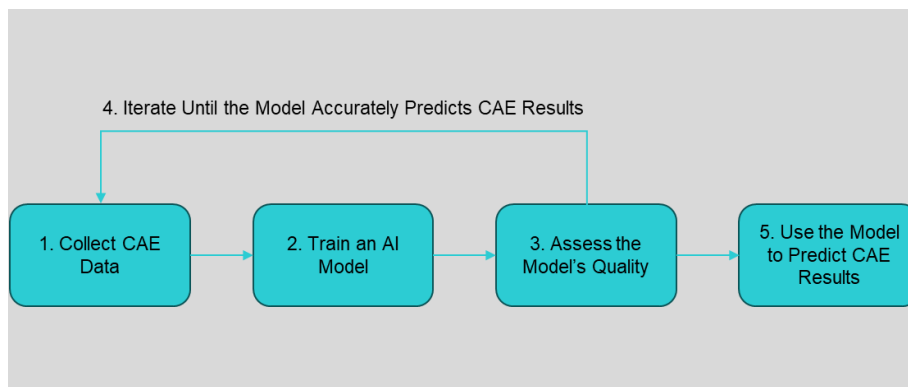 4. Iterate Until the Model Accurately Predicts CAE Results
1. Collect CAE
Data
2. Train an AI
Model
3. Assess the
Model’s Quality
5. Use the Model
to Predict CAE
Results